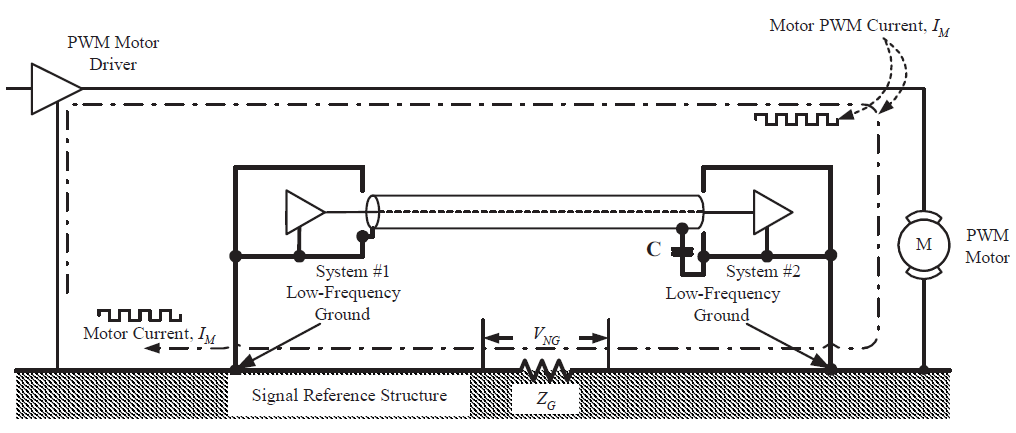 Motor PWM Current, I_M
PWM Motor
Driver
M
PWM
Motor
C
System #1
Low-Frequency
Ground
System #2
Low-Frequency
Ground
Motor Current, I_M
V_NG
Signal Reference Structure
Z_G